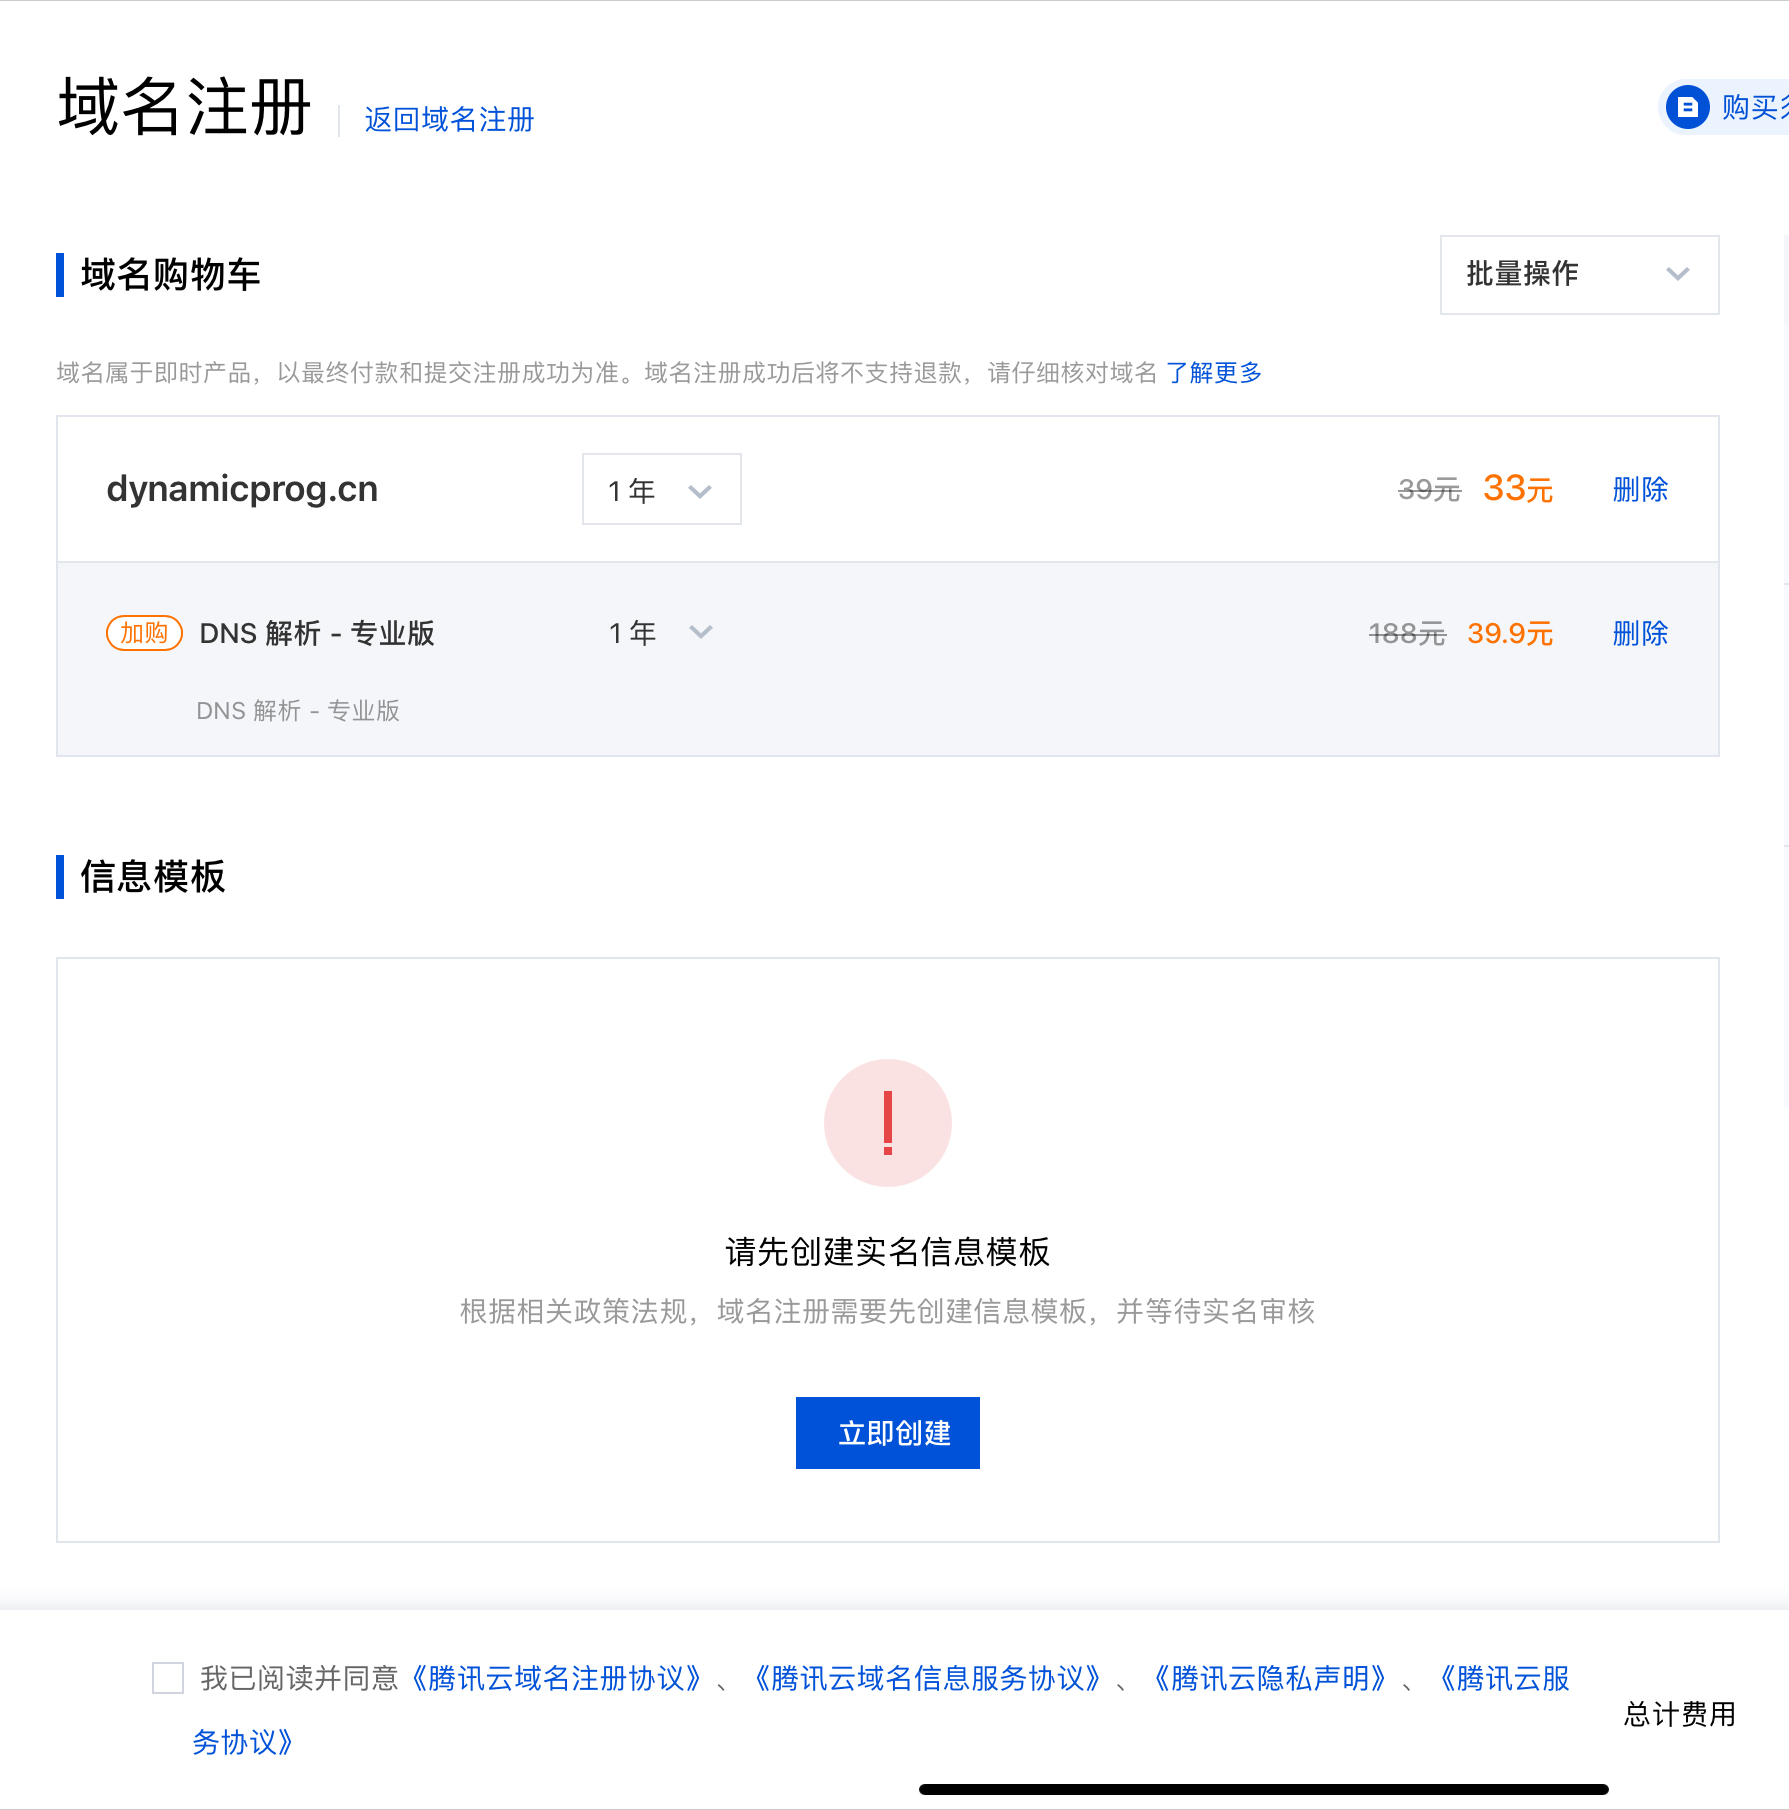 域名注册
返回域名注册
购买
域名购物车
批量操作
域名属于即时产品，以最终付款和提交注册成功为准。域名注册成功后将不支持退款，请仔细核对域名 了解更多
dynamicprog.cn 1 年 39元 33元 删除
加购 DNS 解析 - 专业版 1 年 188元 39.9元 删除
DNS 解析 - 专业版
信息模板
请先创建实名信息模板
根据相关政策法规，域名注册需要先创建信息模板，并等待实名审核
立即创建
我已阅读并同意《腾讯云域名注册协议》、《腾讯云域名信息服务协议》、《腾讯云隐私声明》、《腾讯云服
务协议》
总计费用